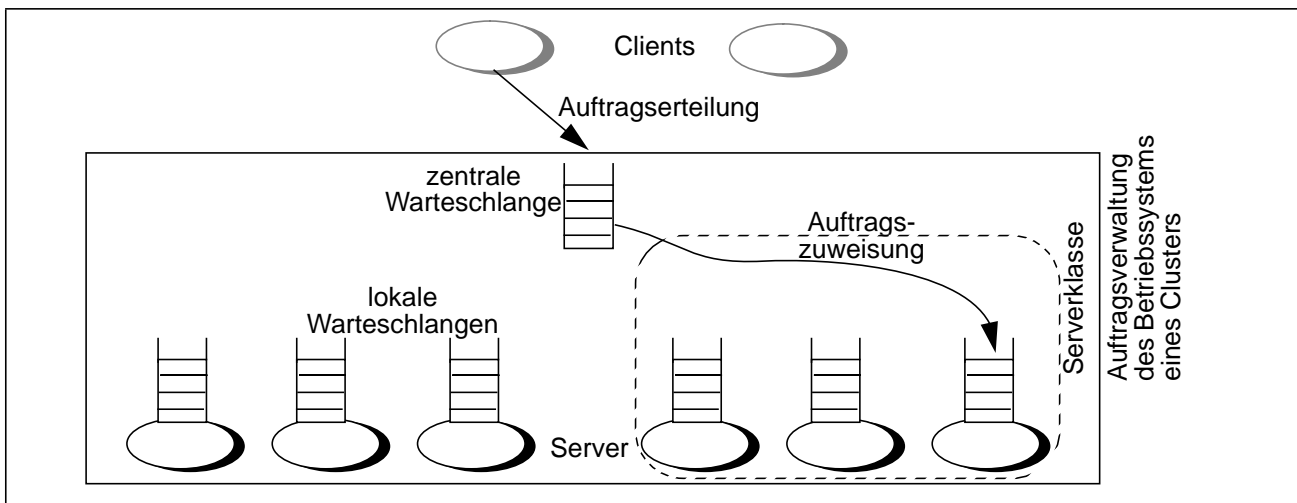 Clients
Auftragserteilung
zentrale
Warteschlange
Auftrags-
zuweisung
lokale
Warteschlangen
Server
Serverklasse
Auftragsverwaltung
des Betriebssystems
eines Clusters